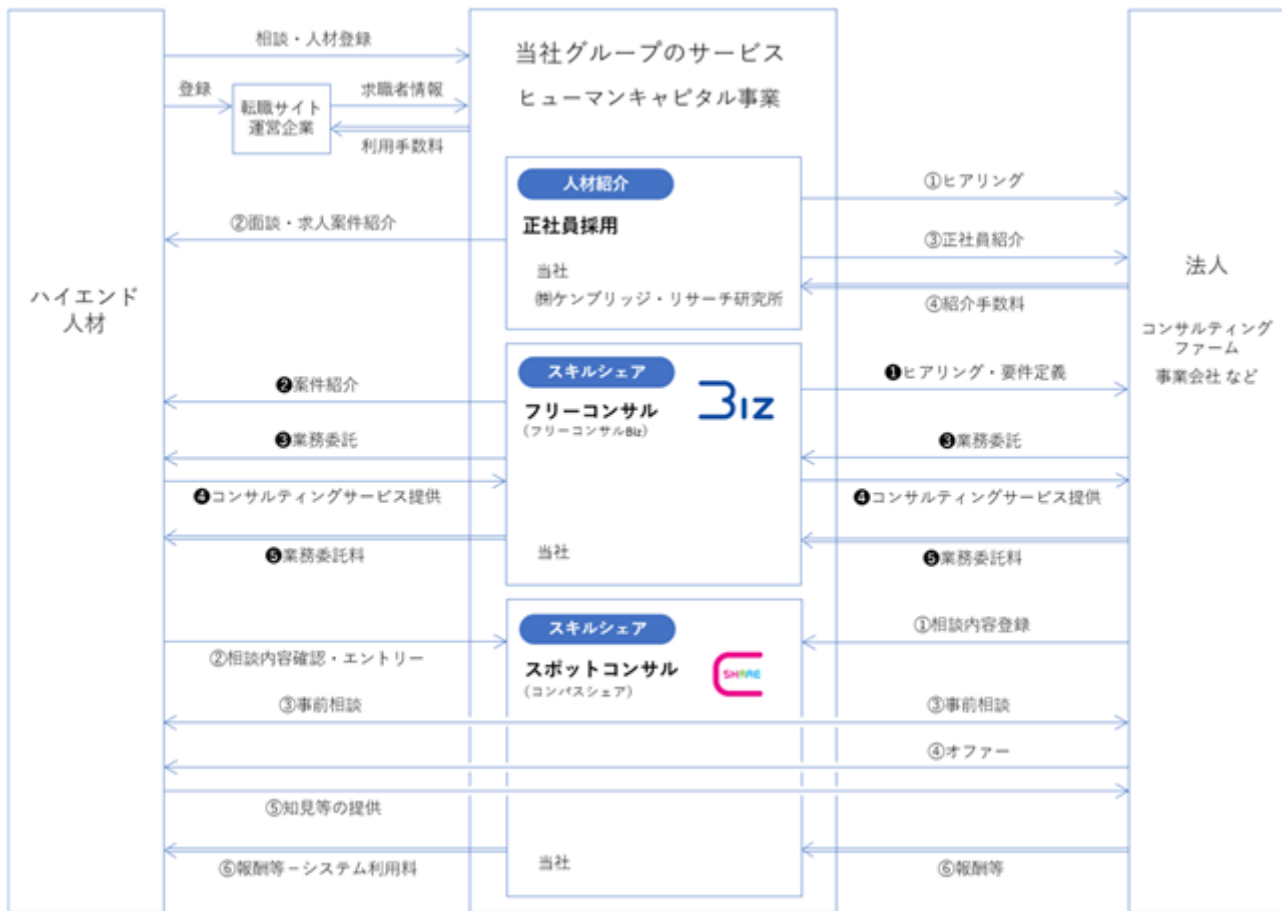 相談・人材登録
当社グループのサービス
ヒューマンキャピタル事業
登録
転職サイト
運営企業
求職者情報
利用手数料
人材紹介
①ヒアリング
②面談・求人案件紹介
正社員採用
③正社員紹介
当社
㈱ケンブリッジ・リサーチ研究所
④紹介手数料
ハイエンド
人材
法人
コンサルティング
ファーム
事業会社 など
スキルシェア
❷案件紹介
フリーコンサル
(フリーコンサルBiz)
BIZ
❶ヒアリング・要件定義
❸業務委託
❸業務委託
❹コンサルティングサービス提供
❹コンサルティングサービス提供
❺業務委託料
当社
❺業務委託料
スキルシェア
①相談内容登録
②相談内容確認・エントリー
スポットコンサル
(コンパスシェア)
SHARE
③事前相談
③事前相談
④オファー
⑤知見等の提供
⑥報酬等－システム利用料
当社
⑥報酬等